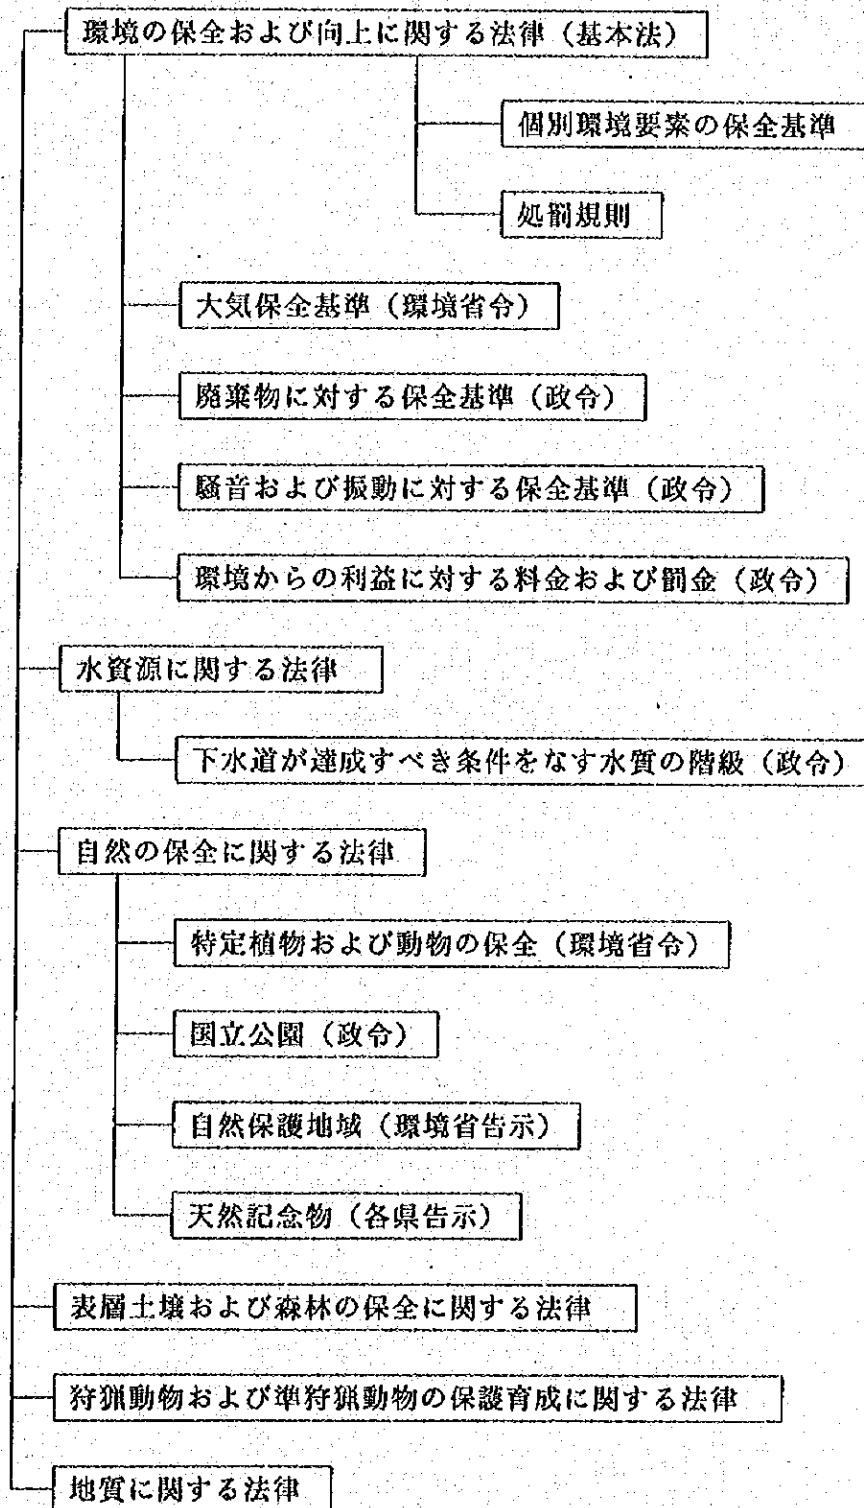 環境の保全および向上に関する法律（基本法）
個別環境要素の保全基準
処罰規則
大気保全基準（環境省令）
廃棄物に対する保全基準（政令）
騒音および振動に対する保全基準（政令）
環境からの利益に対する料金および罰金（政令）
水資源に関する法律
下水道が達成すべき条件をなす水質の階級（政令）
自然の保全に関する法律
特定植物および動物の保全（環境省令）
国立公園（政令）
自然保護地域（環境省告示）
天然記念物（各県告示）
表層土壌および森林の保全に関する法律
狩猟動物および準狩猟動物の保護育成に関する法律
地質に関する法律